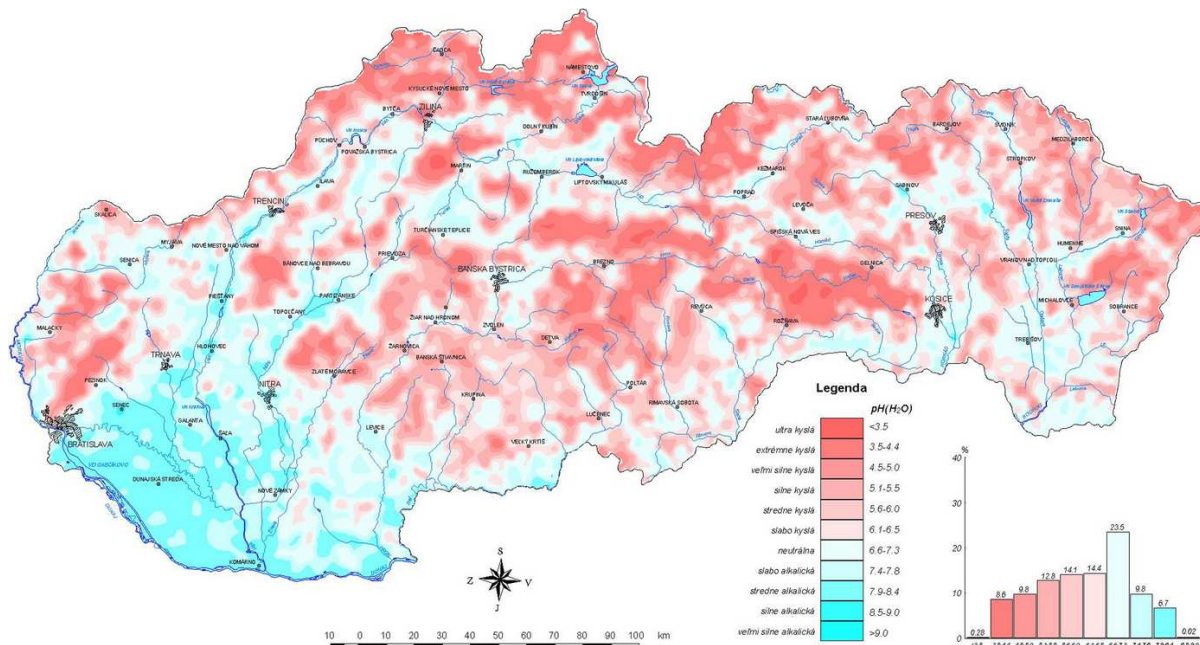 ČADCA
NÁMESTOVO
KYSUCKÉ NOVÉ MESTO
TVRDOŠÍN
BYTČA
ŽILINA
STARÁ ĽUBOVŇA
BARDEJOV
SVIDNÍK
DOLNÝ KUBÍN
MEDZILABORCE
PÚCHOV
POVAŽSKÁ BYSTRICA
STROPKOV
MARTIN
RUŽOMBEROK
LIPTOVSKÝ MIKULÁŠ
KEŽMAROK
ILAVA
SABINOV
POPRAD
LEVOČA
SKALICA
TRENČÍN
PREŠOV
TURČIANSKE TEPLICE
SPIŠSKÁ NOVÁ VES
SNINA
MYJAVA
NOVÉ MESTO NAD VÁHOM
HUMENNÉ
SENICA
BÁNOVCE NAD BEBRAVOU
PRIEVIDZA
BANSKÁ BYSTRICA
BREZNO
GELNICA
VRANOV NAD TOPĽOU
PIEŠŤANY
PARTIZÁNSKE
MICHALOVCE
SOBRANCE
TOPOĽČANY
KOŠICE
MALACKY
ŽIAR NAD HRONOM
ZVOLEN
REVÚCA
ROŽŇAVA
DETVA
TREBIŠOV
TRNAVA
HLOHOVEC
ŽARNOVICA
BANSKÁ ŠTIAVNICA
ZLATÉ MORAVCE
PEZINOK
NITRA
POLTÁR
KRUPINA
RIMAVSKÁ SOBOTA
SENEC
LUČENEC
GALANTA
ŠAĽA
BRATISLAVA
LEVICE
VEĽKÝ KRTÍŠ
VD GABČÍKOVO
DUNAJSKÁ STREDA
NOVÉ ZÁMKY
KOMÁRNO
S
Z V
J
10 0 10 20 30 40 50 60 70 80 90 100 km
Legenda
pH(H₂O)
ultra kyslá <3.5
extrémne kyslá 3.5-4.4
veľmi silne kyslá 4.5-5.0
silne kyslá 5.1-5.5
stredne kyslá 5.6-6.0
slabo kyslá 6.1-6.5
neutrálna 6.6-7.3
slabo alkalická 7.4-7.8
stredne alkalická 7.9-8.4
silne alkalická 8.5-9.0
veľmi silne alkalická >9.0
%
40
30
20
10
0
0.28 8.6 9.8 12.8 14.1 14.4 23.5 9.8 6.7 0.02